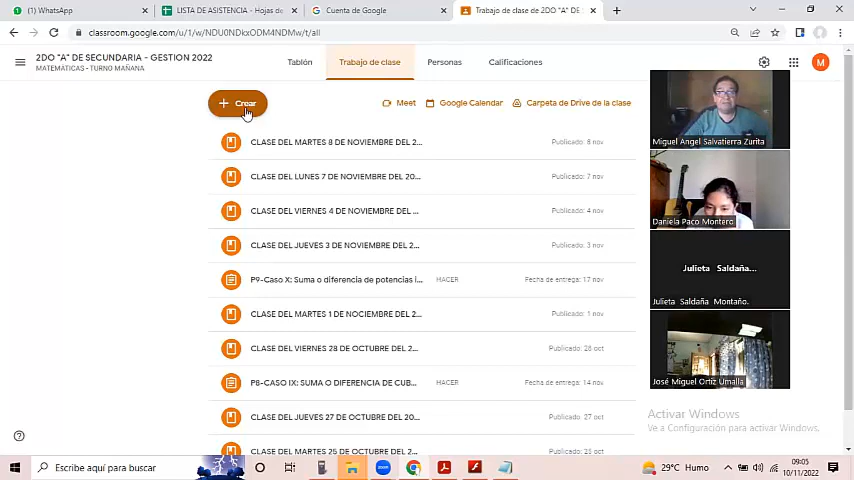 (1) WhatsApp
LISTA DE ASISTENCIA - Hojas de
Cuenta de Google
Trabajo de clase de 2DO "A" DE SE
classroom.google.com/u/1/w/NDU0NDkxODM4NDMw/t/all
2DO "A" DE SECUNDARIA - GESTION 2022
MATEMÁTICAS - TURNO MAÑANA
Tablón
Trabajo de clase
Personas
Calificaciones
M
+ Crear
Meet
Google Calendar
Carpeta de Drive de la clase
CLASE DEL MARTES 8 DE NOVIEMBRE DEL 2...
Publicado: 8 nov
CLASE DEL LUNES 7 DE NOVIEMBRE DEL 20...
Publicado: 7 nov
CLASE DEL VIERNES 4 DE NOVIEMBRE DEL ...
Publicado: 4 nov
CLASE DEL JUEVES 3 DE NOVIEMBRE DEL 2...
Publicado: 3 nov
P9-Caso X: Suma o diferencia de potencias i...
HACER
Fecha de entrega: 17 nov
CLASE DEL MARTES 1 DE NOCIEMBRE DEL 2...
Publicado: 1 nov
CLASE DEL VIERNES 28 DE OCTUBRE DEL 2...
Publicado: 28 oct
P8-CASO IX: SUMA O DIFERENCIA DE CUB...
HACER
Fecha de entrega: 14 nov
CLASE DEL JUEVES 27 DE OCTUBRE DEL 20...
Publicado: 27 oct
CLASE DEL MARTES 25 DE OCTUBRE DEL 2...
Publicado: 25 oct
Miguel Angel Salvatierra Zurita
Daniela Paco Montero
Julieta Saldaña...
Julieta Saldaña Montaño.
José Miguel Ortiz Umalla
Activar Windows
Ve a Configuración para activar Windows.
Escribe aquí para buscar
zoom
29°C Humo
09:05
10/11/2022